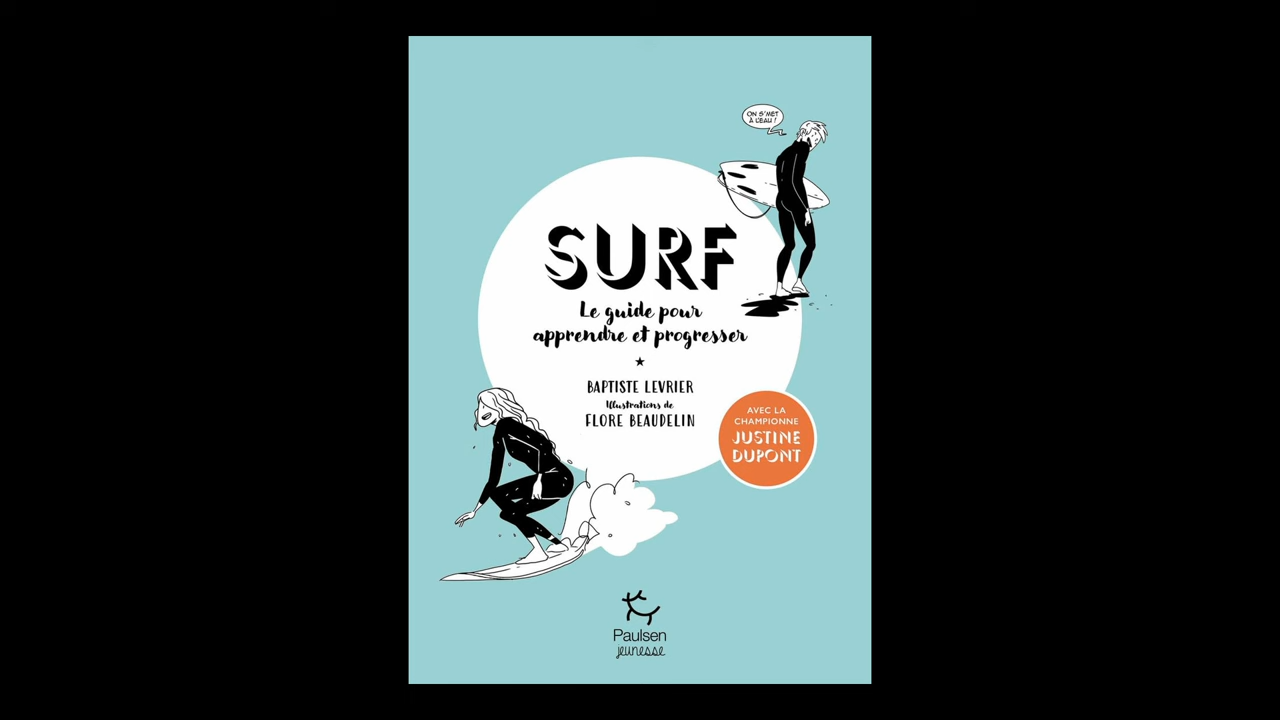 ON S'MET
À L'EAU !
SURF
Le guide pour
apprendre et progresser
BAPTISTE LEVRIER
Illustrations de
FLORE BEAUDELIN
AVEC LA
CHAMPIONNE
JUSTINE
DUPONT
Paulsen
jeunesse